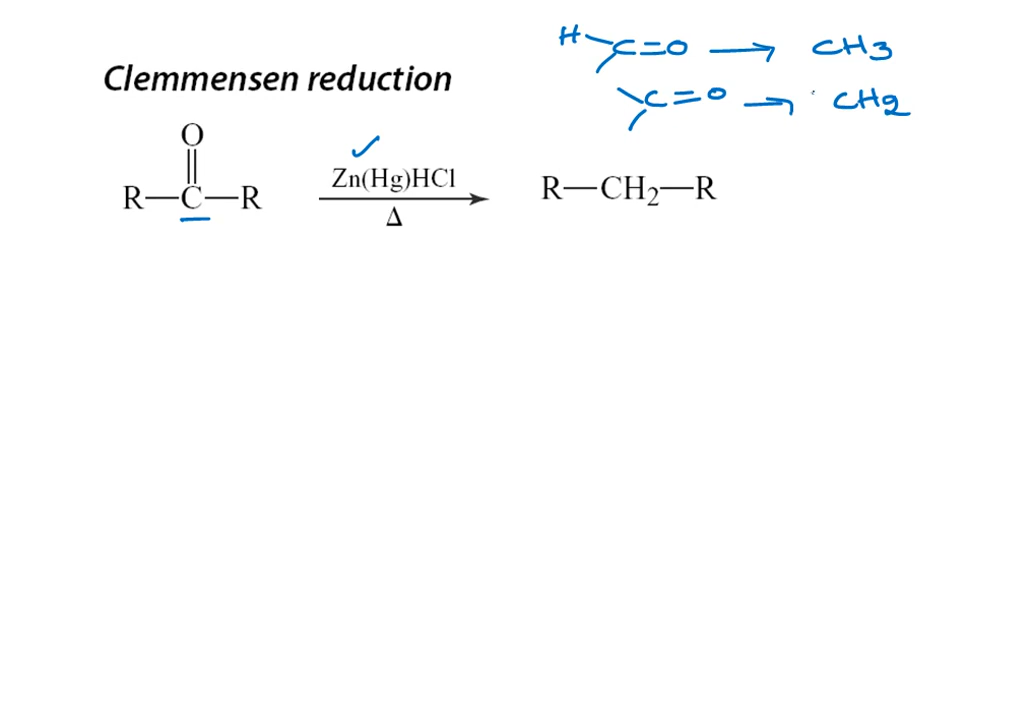 H C=O → CH3
Clemmensen reduction
C=O → CH2
O
||
R—C—R Zn(Hg)HCl Δ R—CH₂—R